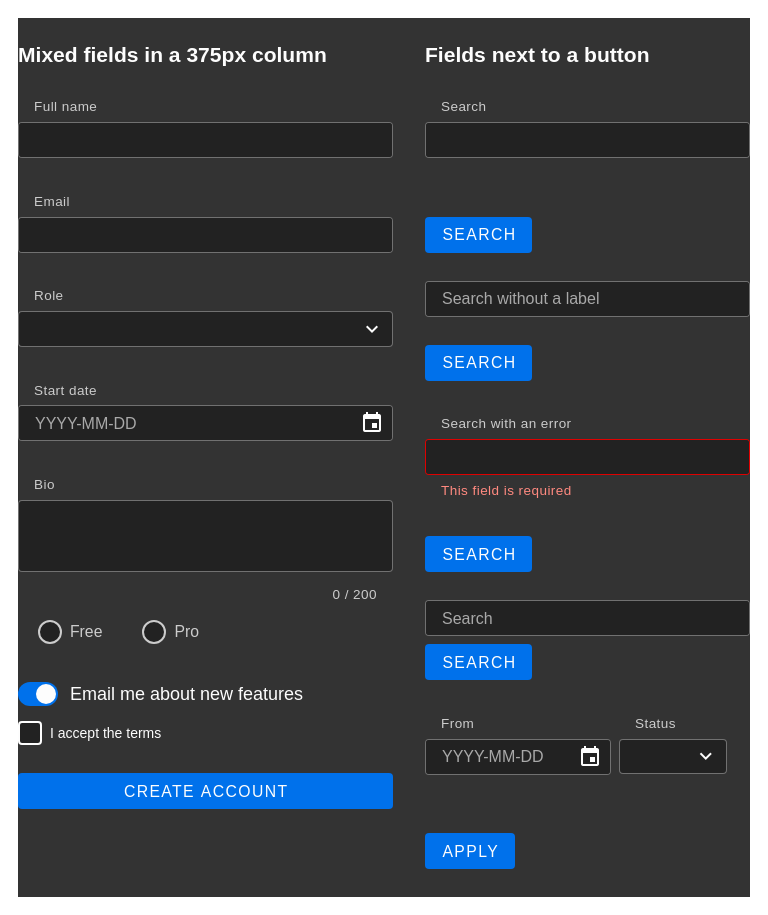 Mixed fields in a 375px column
Full name
Email
Role
Start date
YYYY-MM-DD
Bio
0 / 200
Free
Pro
Email me about new features
I accept the terms
CREATE ACCOUNT
Fields next to a button
Search
SEARCH
Search without a label
SEARCH
Search with an error
This field is required
SEARCH
Search
SEARCH
From
Status
YYYY-MM-DD
APPLY